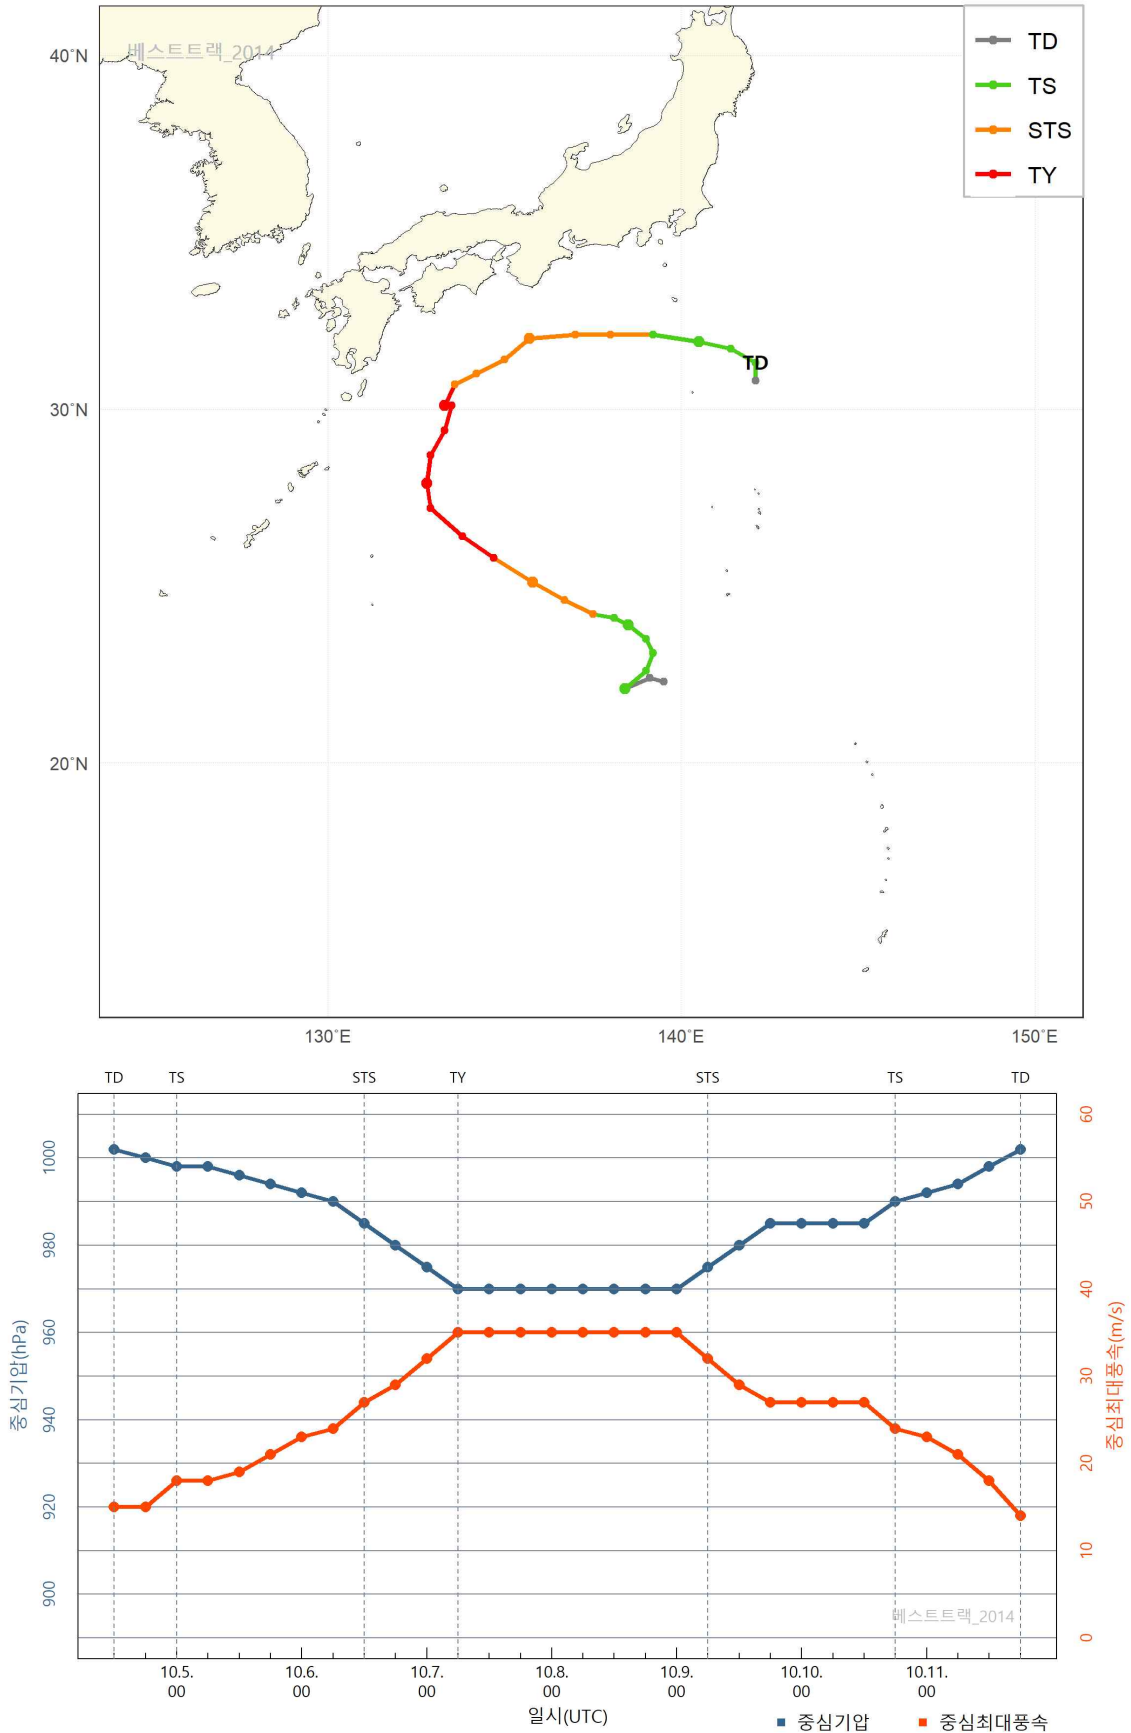 베스트트랙_2014
TD
TS
STS
TY
40°N
30°N
20°N
TD
130°E
140°E
150°E
TD TS STS TY STS TS TD
중심기압(hPa)
1000
980
960
940
920
900
중심최대풍속(m/s)
60
50
40
30
20
10
0
베스트트랙_2014
10.5. 10.6. 10.7. 10.8. 10.9. 10.10. 10.11.
00 00 00 00 00 00 00
일시(UTC)
중심기압 중심최대풍속